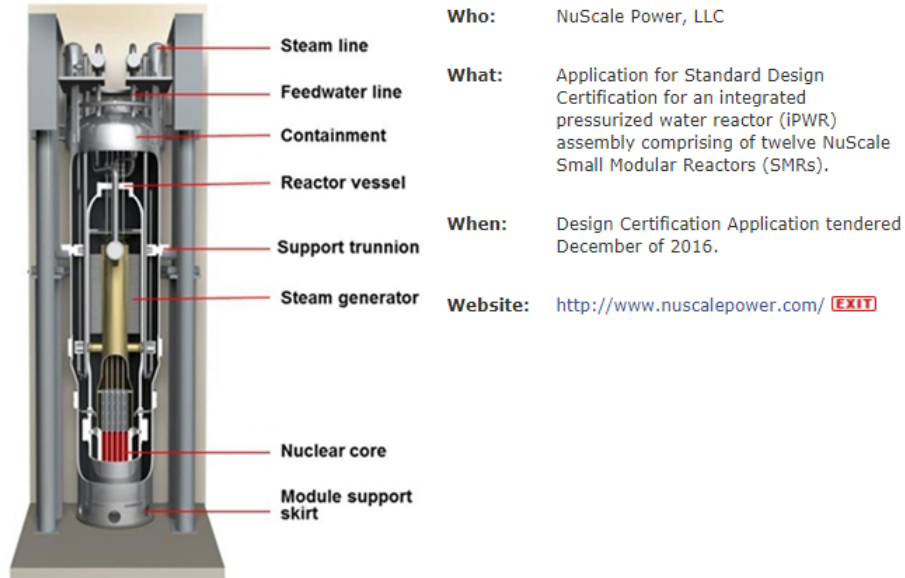 Steam line
Feedwater line
Containment
Reactor vessel
Support trunnion
Steam generator
Nuclear core
Module support
skirt
Who: NuScale Power, LLC
What: Application for Standard Design
Certification for an integrated
pressurized water reactor (iPWR)
assembly comprising of twelve NuScale
Small Modular Reactors (SMRs).
When: Design Certification Application tendered
December of 2016.
Website: http://www.nuscalepower.com/ EXIT